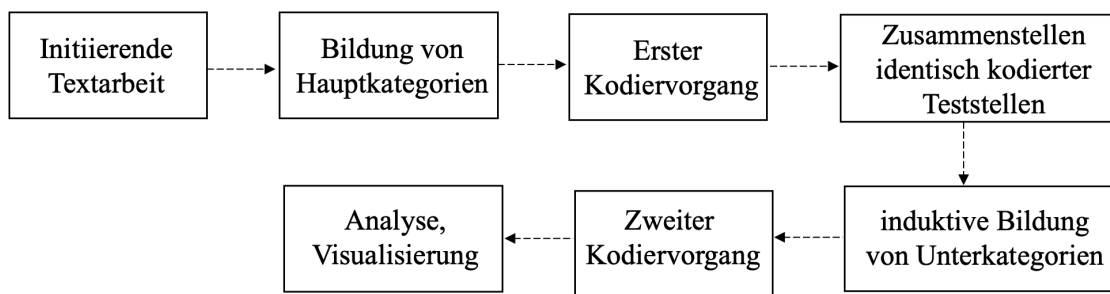 Initiierende
Textarbeit
Bildung von
Hauptkategorien
Erster
Kodiervorgang
Zusammenstellen
identisch kodierter
Teststellen
induktive Bildung
von Unterkategorien
Zweiter
Kodiervorgang
Analyse,
Visualisierung